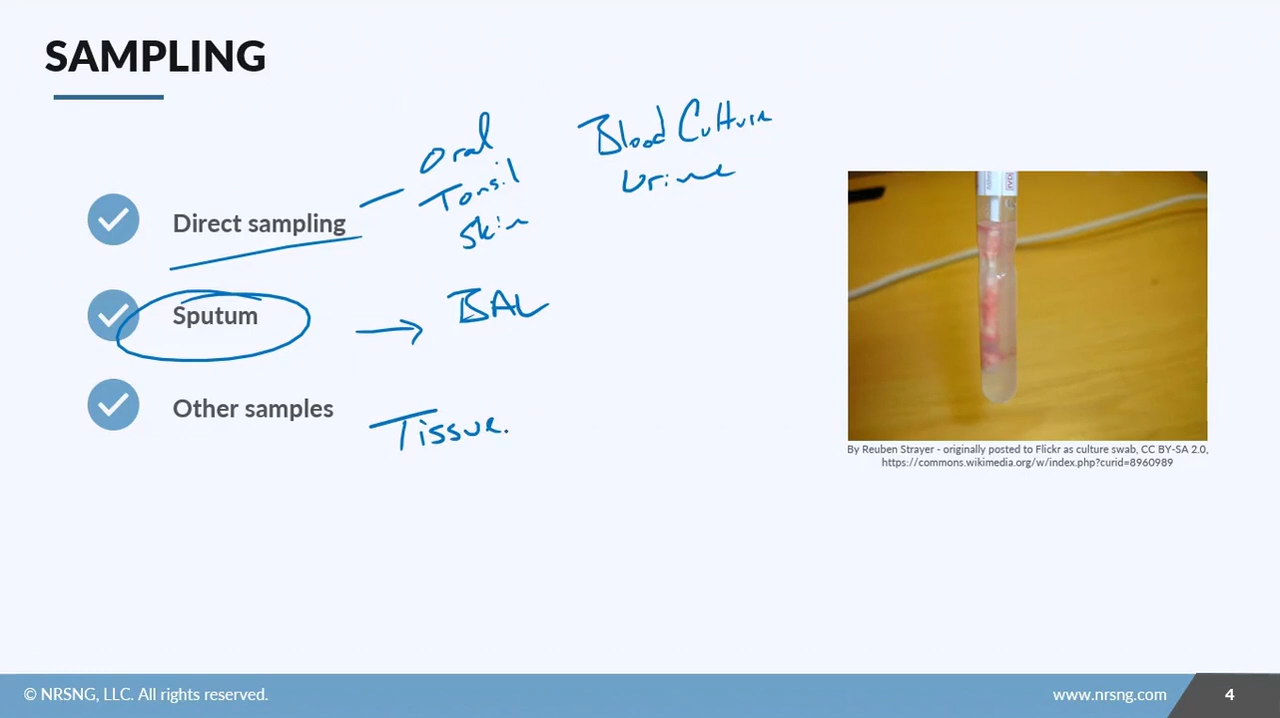 SAMPLING
Oral
Tonsil
Skin
Blood Culture
Urine
Direct sampling
Sputum
BAL
Other samples
Tissue.
By Reuben Strayer - originally posted to Flickr as culture swab, CC BY-SA 2.0,
https://commons.wikimedia.org/w/index.php?curid=8960989
© NRSNG, LLC. All rights reserved.
www.nrsng.com
4